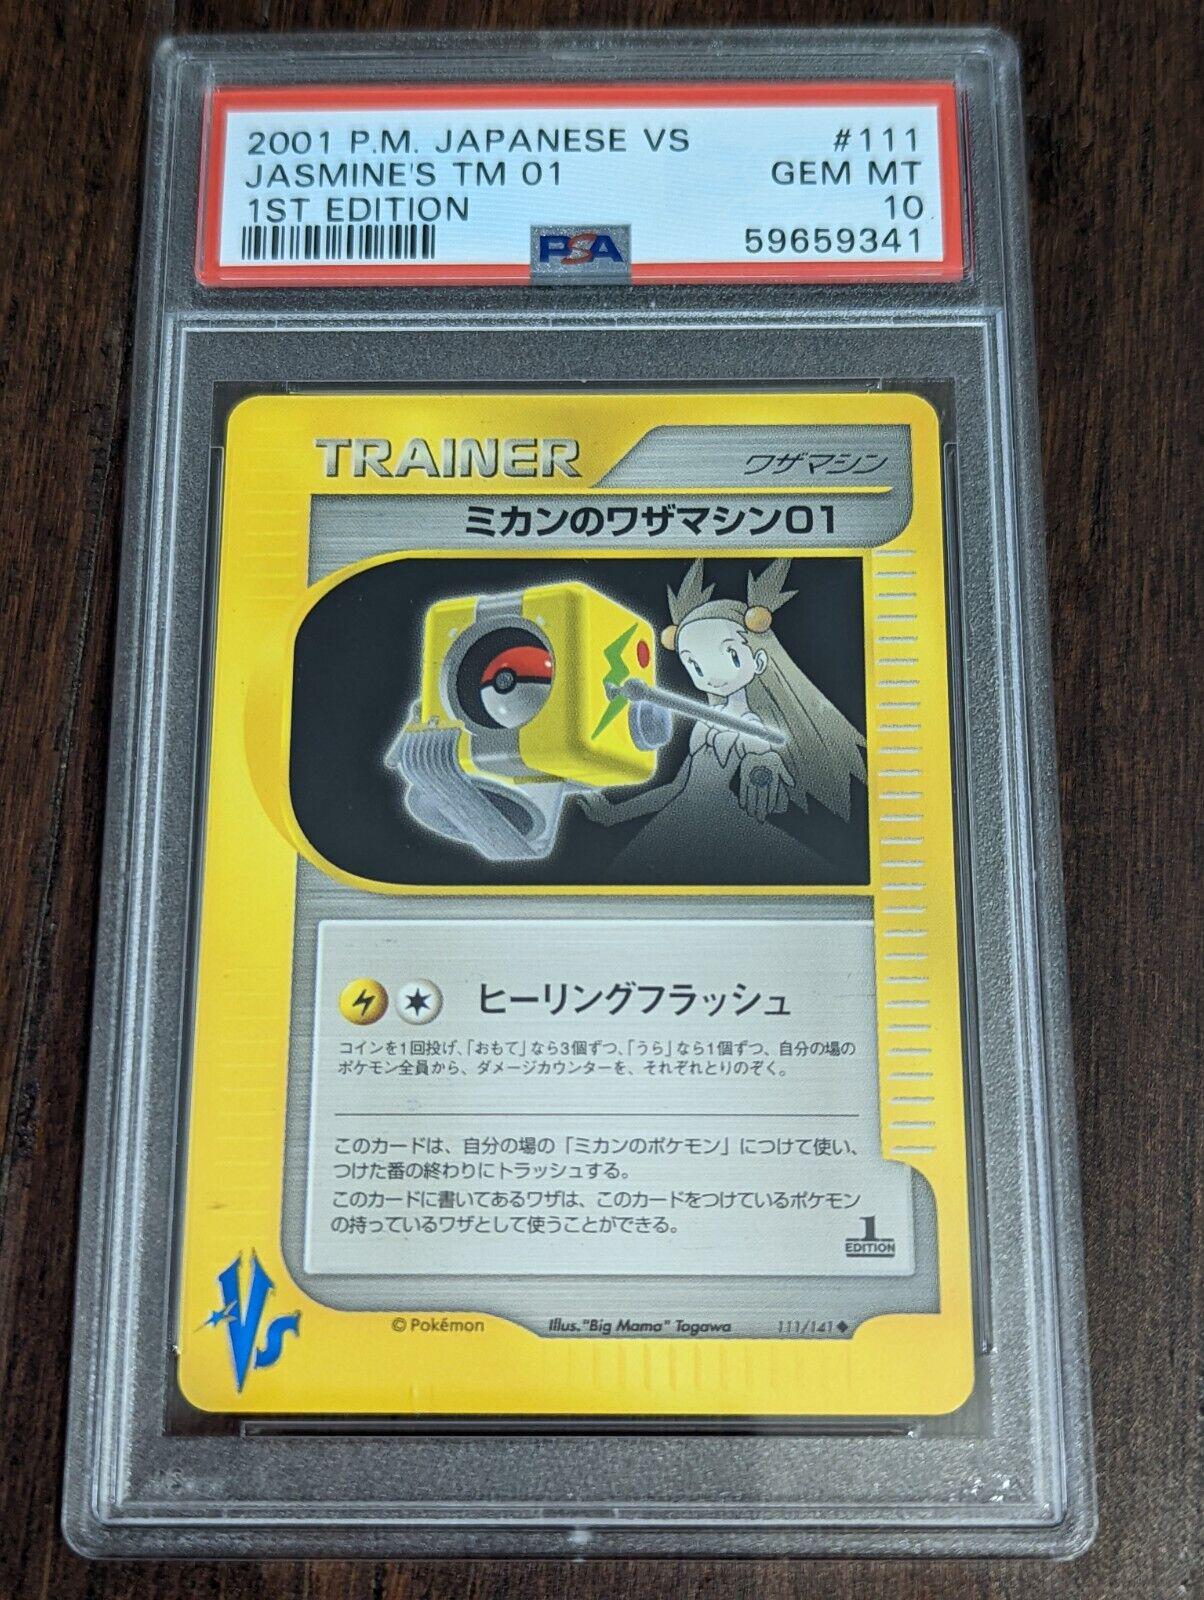 2001 P.M. JAPANESE VS #111
JASMINE'S TM 01 GEM MT
1ST EDITION 10
PSA 59659341
TRAINER ワザマシン
ミカンのワザマシン01
ヒーリングフラッシュ
コインを1回投げ、「おもて」なら3個ずつ、「うら」なら1個ずつ、自分の場の
ポケモン全員から、ダメージカウンターを、それぞれとりのぞく。
このカードは、自分の場の「ミカンのポケモン」につけて使い、
つけた番の終わりにトラッシュする。
このカードに書いてあるワザは、このカードをつけているポケモン
の持っているワザとして使うことができる。
1
EDITION
VS
© Pokémon Illus."Big Mama" Tagawa 111/141◆